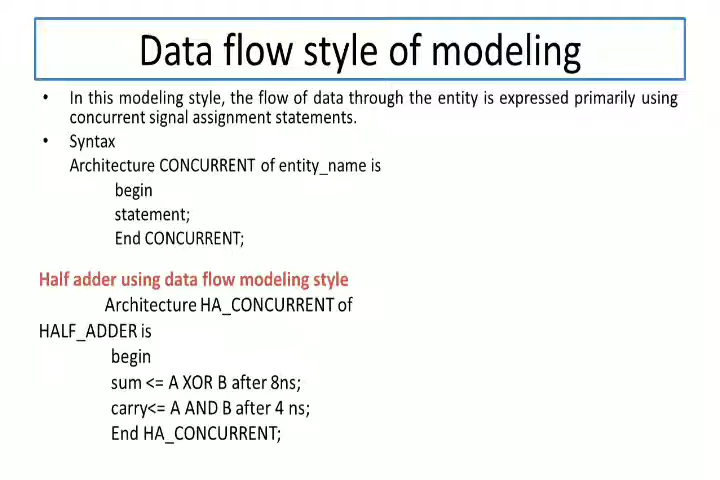 Data flow style of modeling
• In this modeling style, the flow of data through the entity is expressed primarily using
concurrent signal assignment statements.
• Syntax
Architecture CONCURRENT of entity_name is
begin
statement;
End CONCURRENT;
Half adder using data flow modeling style
Architecture HA_CONCURRENT of
HALF_ADDER is
begin
sum <= A XOR B after 8ns;
carry<= A AND B after 4 ns;
End HA_CONCURRENT;